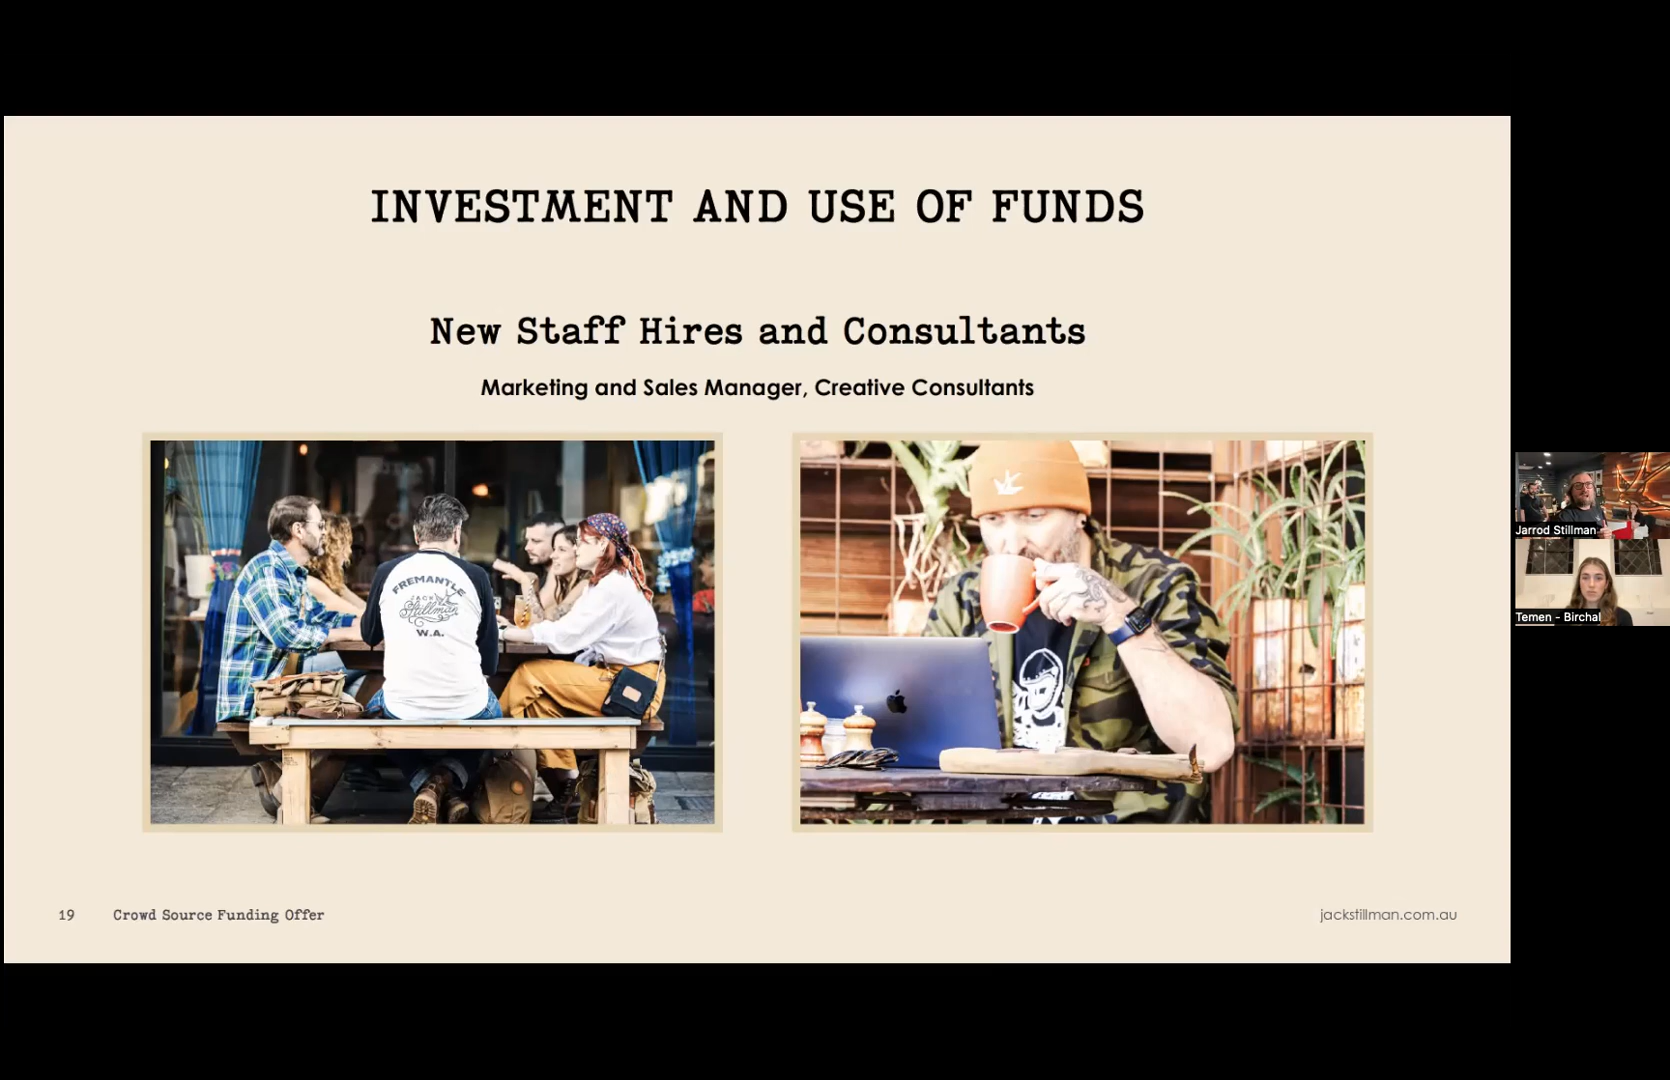 INVESTMENT AND USE OF FUNDS
New Staff Hires and Consultants
Marketing and Sales Manager, Creative Consultants
FREMANTLE
JACK
Stillman
W.A.
19 Crowd Source Funding Offer
jackstillman.com.au
Jarrod Stillman
Temen - Birchal